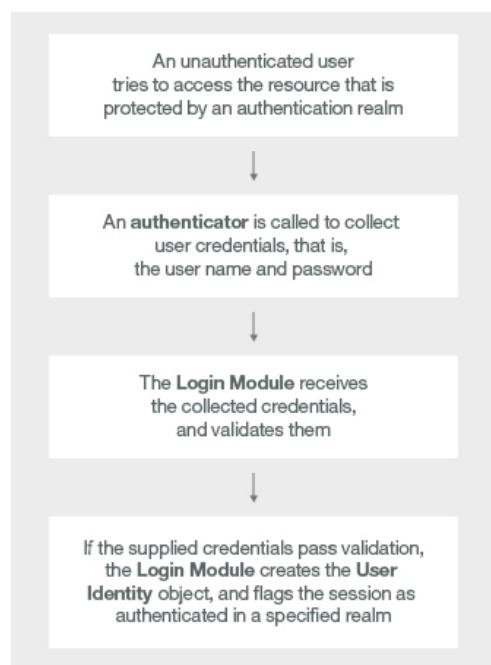 An unauthenticated user
tries to access the resource that is
protected by an authentication realm
An authenticator is called to collect
user credentials, that is,
the user name and password
The Login Module receives
the collected credentials,
and validates them
If the supplied credentials pass validation,
the Login Module creates the User
Identity object, and flags the session as
authenticated in a specified realm